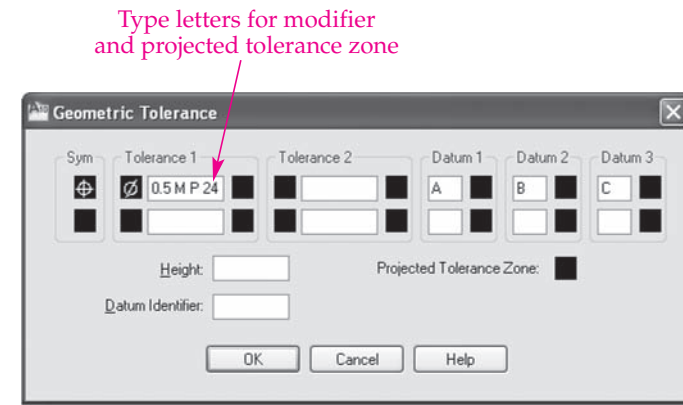 Type letters for modifier
and projected tolerance zone
Geometric Tolerance
Sym Tolerance 1 Tolerance 2 Datum 1 Datum 2 Datum 3
⌖ Ø 0.5 M P 24 A B C
Height: Projected Tolerance Zone:
Datum Identifier:
OK Cancel Help